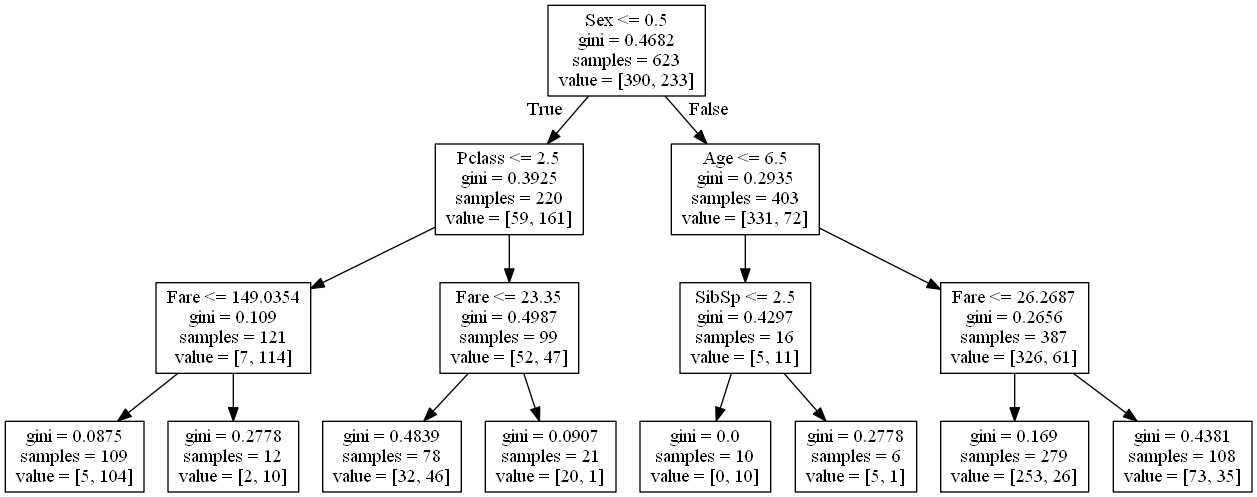 Sex <= 0.5
gini = 0.4682
samples = 623
value = [390, 233]
True
False
Pclass <= 2.5
gini = 0.3925
samples = 220
value = [59, 161]
Age <= 6.5
gini = 0.2935
samples = 403
value = [331, 72]
Fare <= 149.0354
gini = 0.109
samples = 121
value = [7, 114]
Fare <= 23.35
gini = 0.4987
samples = 99
value = [52, 47]
SibSp <= 2.5
gini = 0.4297
samples = 16
value = [5, 11]
Fare <= 26.2687
gini = 0.2656
samples = 387
value = [326, 61]
gini = 0.0875
samples = 109
value = [5, 104]
gini = 0.2778
samples = 12
value = [2, 10]
gini = 0.4839
samples = 78
value = [32, 46]
gini = 0.0907
samples = 21
value = [20, 1]
gini = 0.0
samples = 10
value = [0, 10]
gini = 0.2778
samples = 6
value = [5, 1]
gini = 0.169
samples = 279
value = [253, 26]
gini = 0.4381
samples = 108
value = [73, 35]